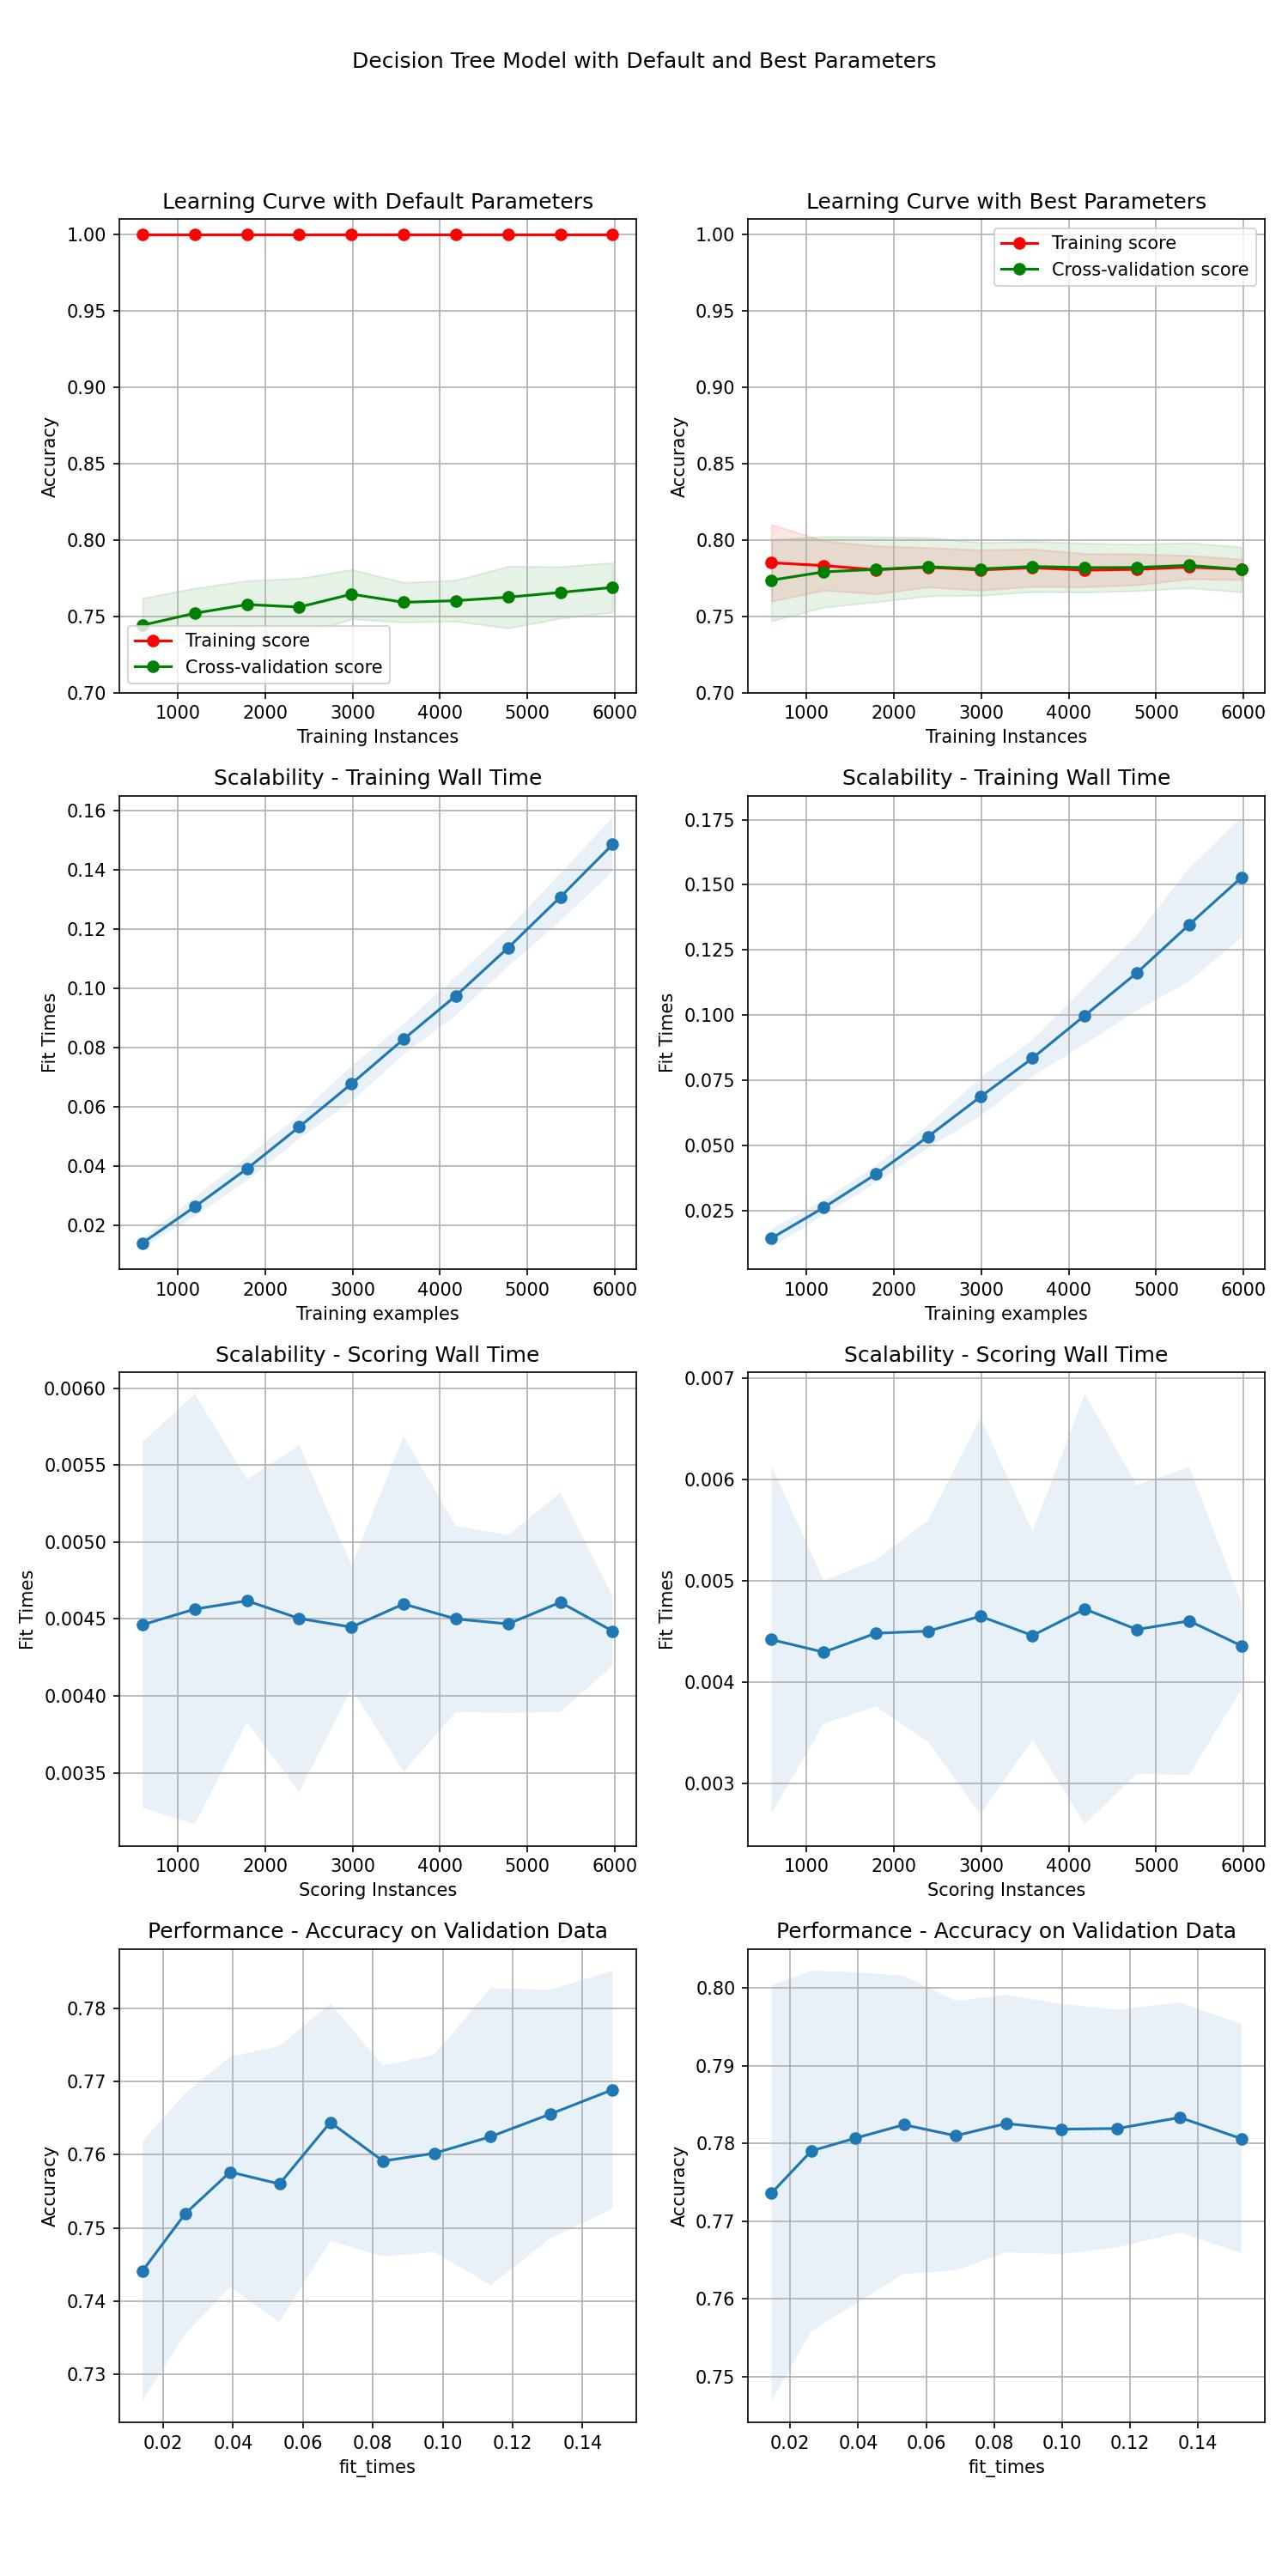 Decision Tree Model with Default and Best Parameters
Learning Curve with Default Parameters
1.00
0.95
0.90
0.85
0.80
0.75
0.70
Accuracy
Training score
Cross-validation score
1000 2000 3000 4000 5000 6000
Training Instances
Learning Curve with Best Parameters
1.00
0.95
0.90
0.85
0.80
0.75
0.70
Accuracy
Training score
Cross-validation score
1000 2000 3000 4000 5000 6000
Training Instances
Scalability - Training Wall Time
0.16
0.14
0.12
0.10
0.08
0.06
0.04
0.02
Fit Times
1000 2000 3000 4000 5000 6000
Training examples
Scalability - Training Wall Time
0.175
0.150
0.125
0.100
0.075
0.050
0.025
Fit Times
1000 2000 3000 4000 5000 6000
Training examples
Scalability - Scoring Wall Time
0.0060
0.0055
0.0050
0.0045
0.0040
0.0035
Fit Times
1000 2000 3000 4000 5000 6000
Scoring Instances
Scalability - Scoring Wall Time
0.007
0.006
0.005
0.004
0.003
Fit Times
1000 2000 3000 4000 5000 6000
Scoring Instances
Performance - Accuracy on Validation Data
0.78
0.77
0.76
0.75
0.74
0.73
Accuracy
0.02 0.04 0.06 0.08 0.10 0.12 0.14
fit_times
Performance - Accuracy on Validation Data
0.80
0.79
0.78
0.77
0.76
0.75
Accuracy
0.02 0.04 0.06 0.08 0.10 0.12 0.14
fit_times